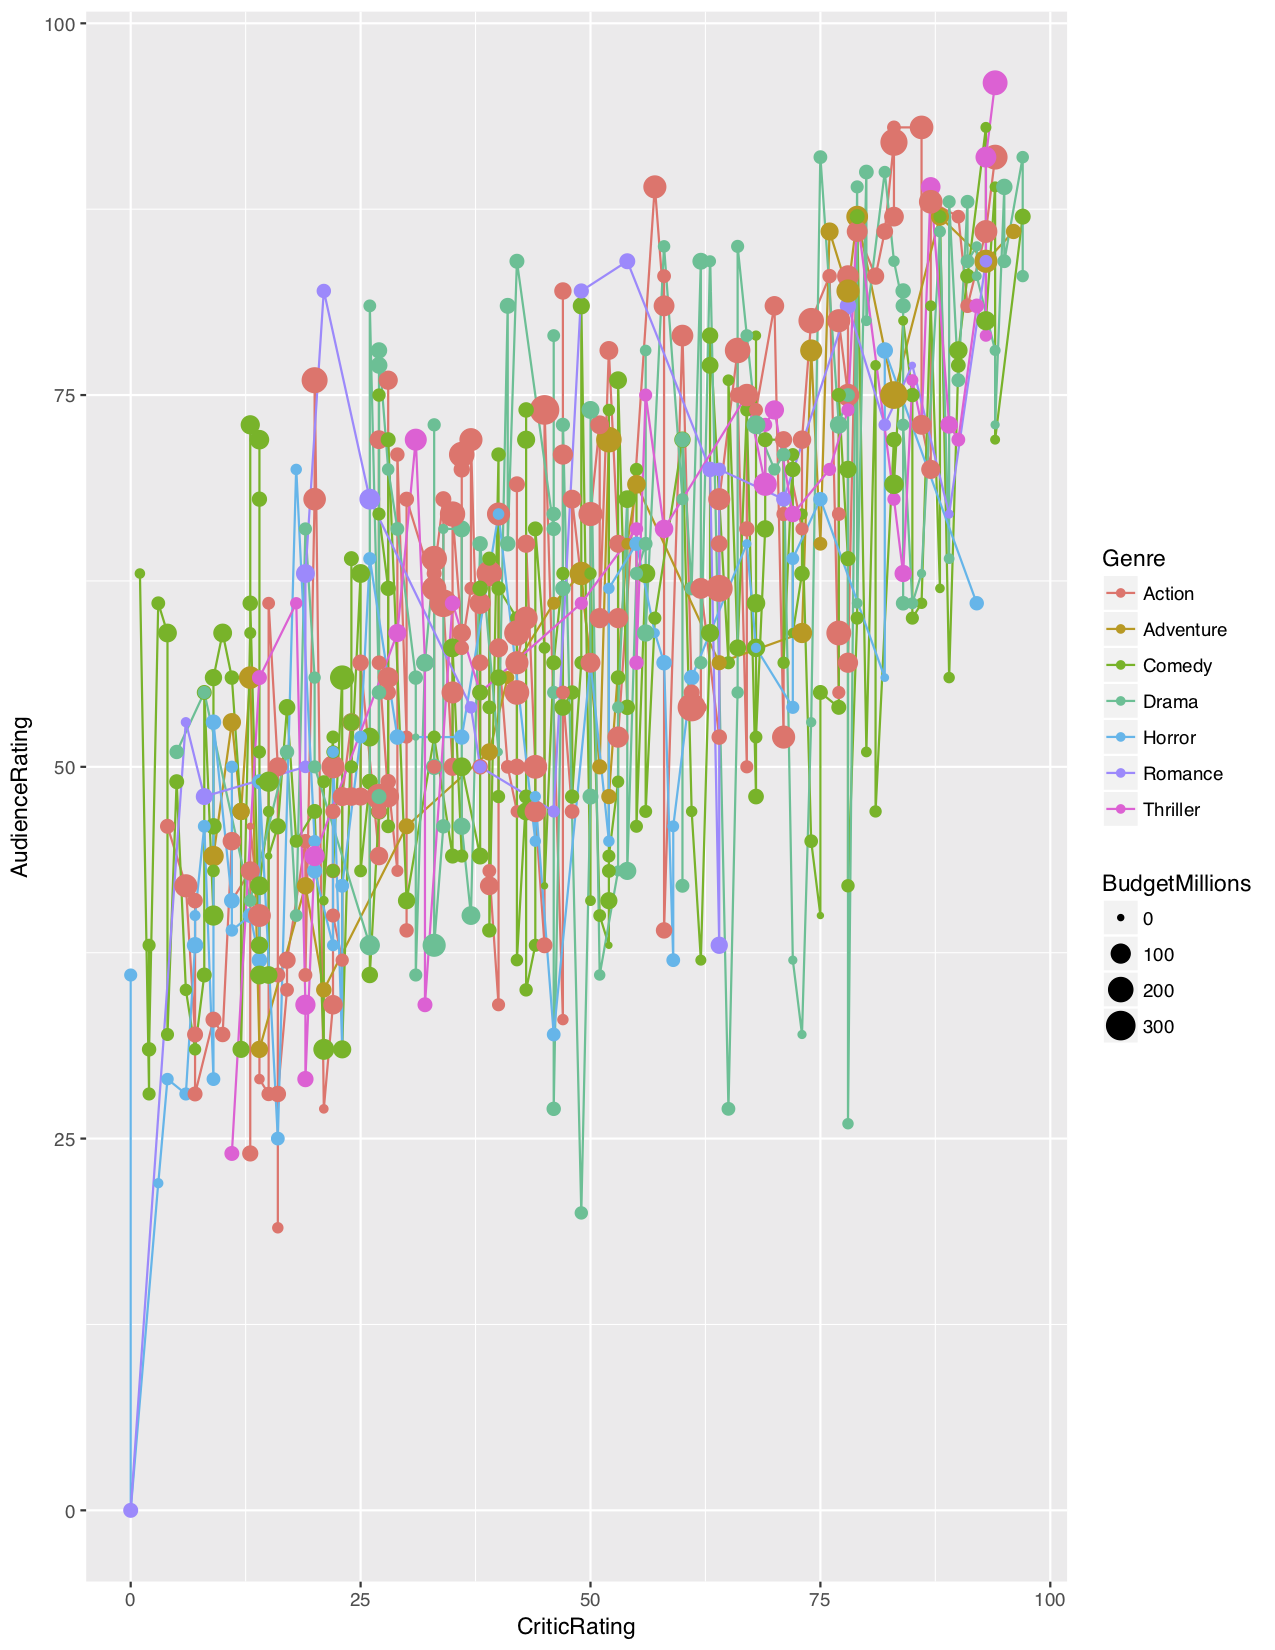 100
75
50
25
0
AudienceRating
0
25
50
75
100
CriticRating
Genre
Action
Adventure
Comedy
Drama
Horror
Romance
Thriller
BudgetMillions
0
100
200
300